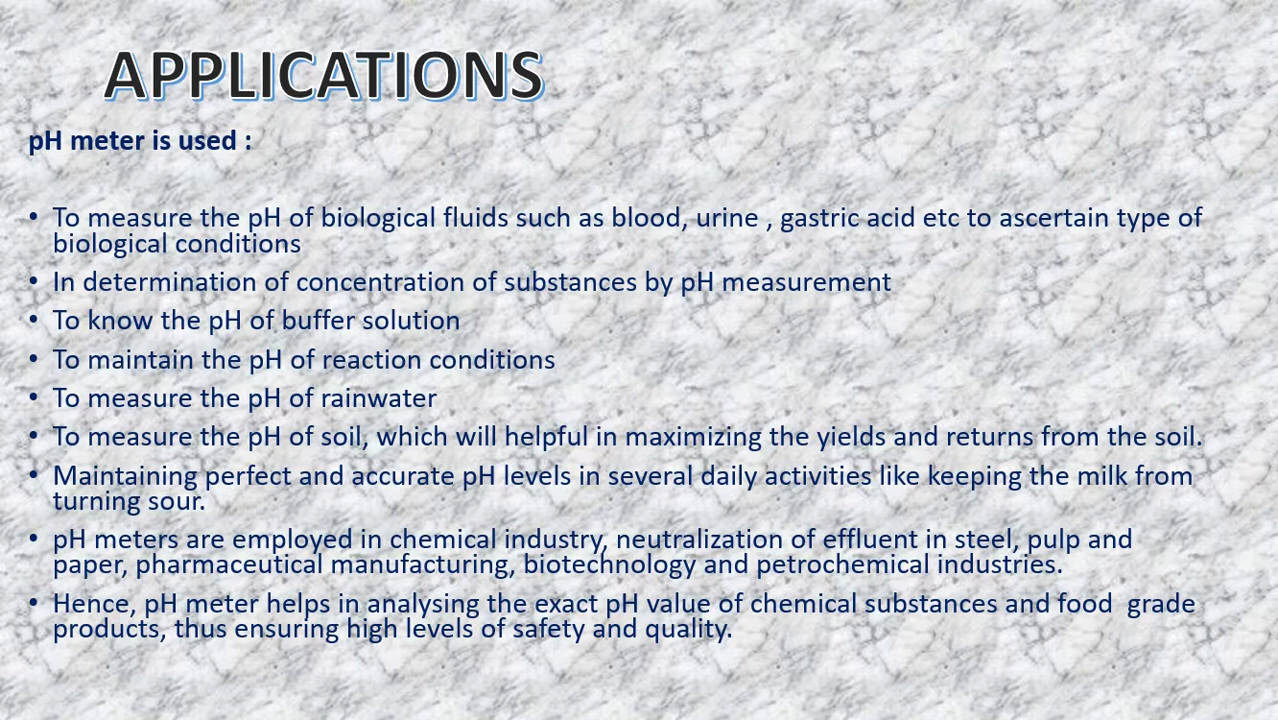 APPLICATIONS
pH meter is used :
• To measure the pH of biological fluids such as blood, urine , gastric acid etc to ascertain type of
biological conditions
• In determination of concentration of substances by pH measurement
• To know the pH of buffer solution
• To maintain the pH of reaction conditions
• To measure the pH of rainwater
• To measure the pH of soil, which will helpful in maximizing the yields and returns from the soil.
• Maintaining perfect and accurate pH levels in several daily activities like keeping the milk from
turning sour.
• pH meters are employed in chemical industry, neutralization of effluent in steel, pulp and
paper, pharmaceutical manufacturing, biotechnology and petrochemical industries.
• Hence, pH meter helps in analysing the exact pH value of chemical substances and food  grade
products, thus ensuring high levels of safety and quality.